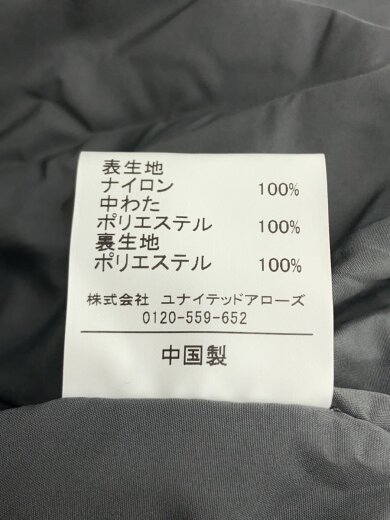 表生地
ナイロン 100%
中わた
ポリエステル 100%
裏生地
ポリエステル 100%
株式会社 ユナイテッドアローズ
0120-559-652
中国製